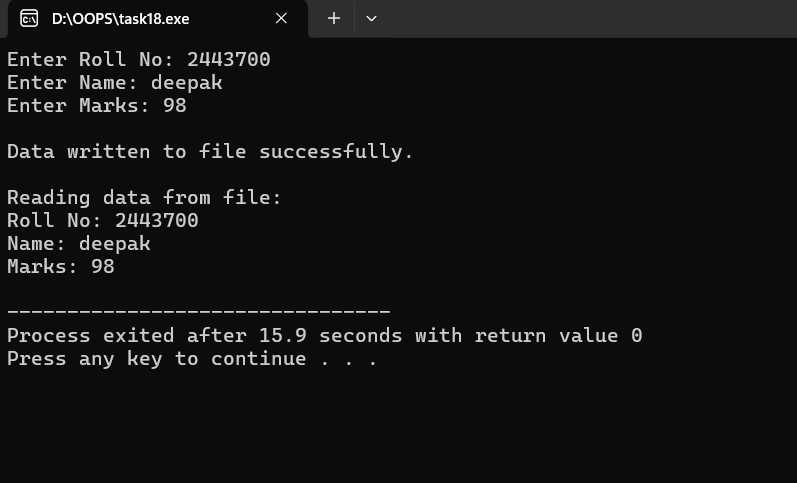 D:\OOPS\task18.exe
Enter Roll No: 2443700
Enter Name: deepak
Enter Marks: 98
Data written to file successfully.
Reading data from file:
Roll No: 2443700
Name: deepak
Marks: 98
--------------------------------
Process exited after 15.9 seconds with return value 0
Press any key to continue . . .